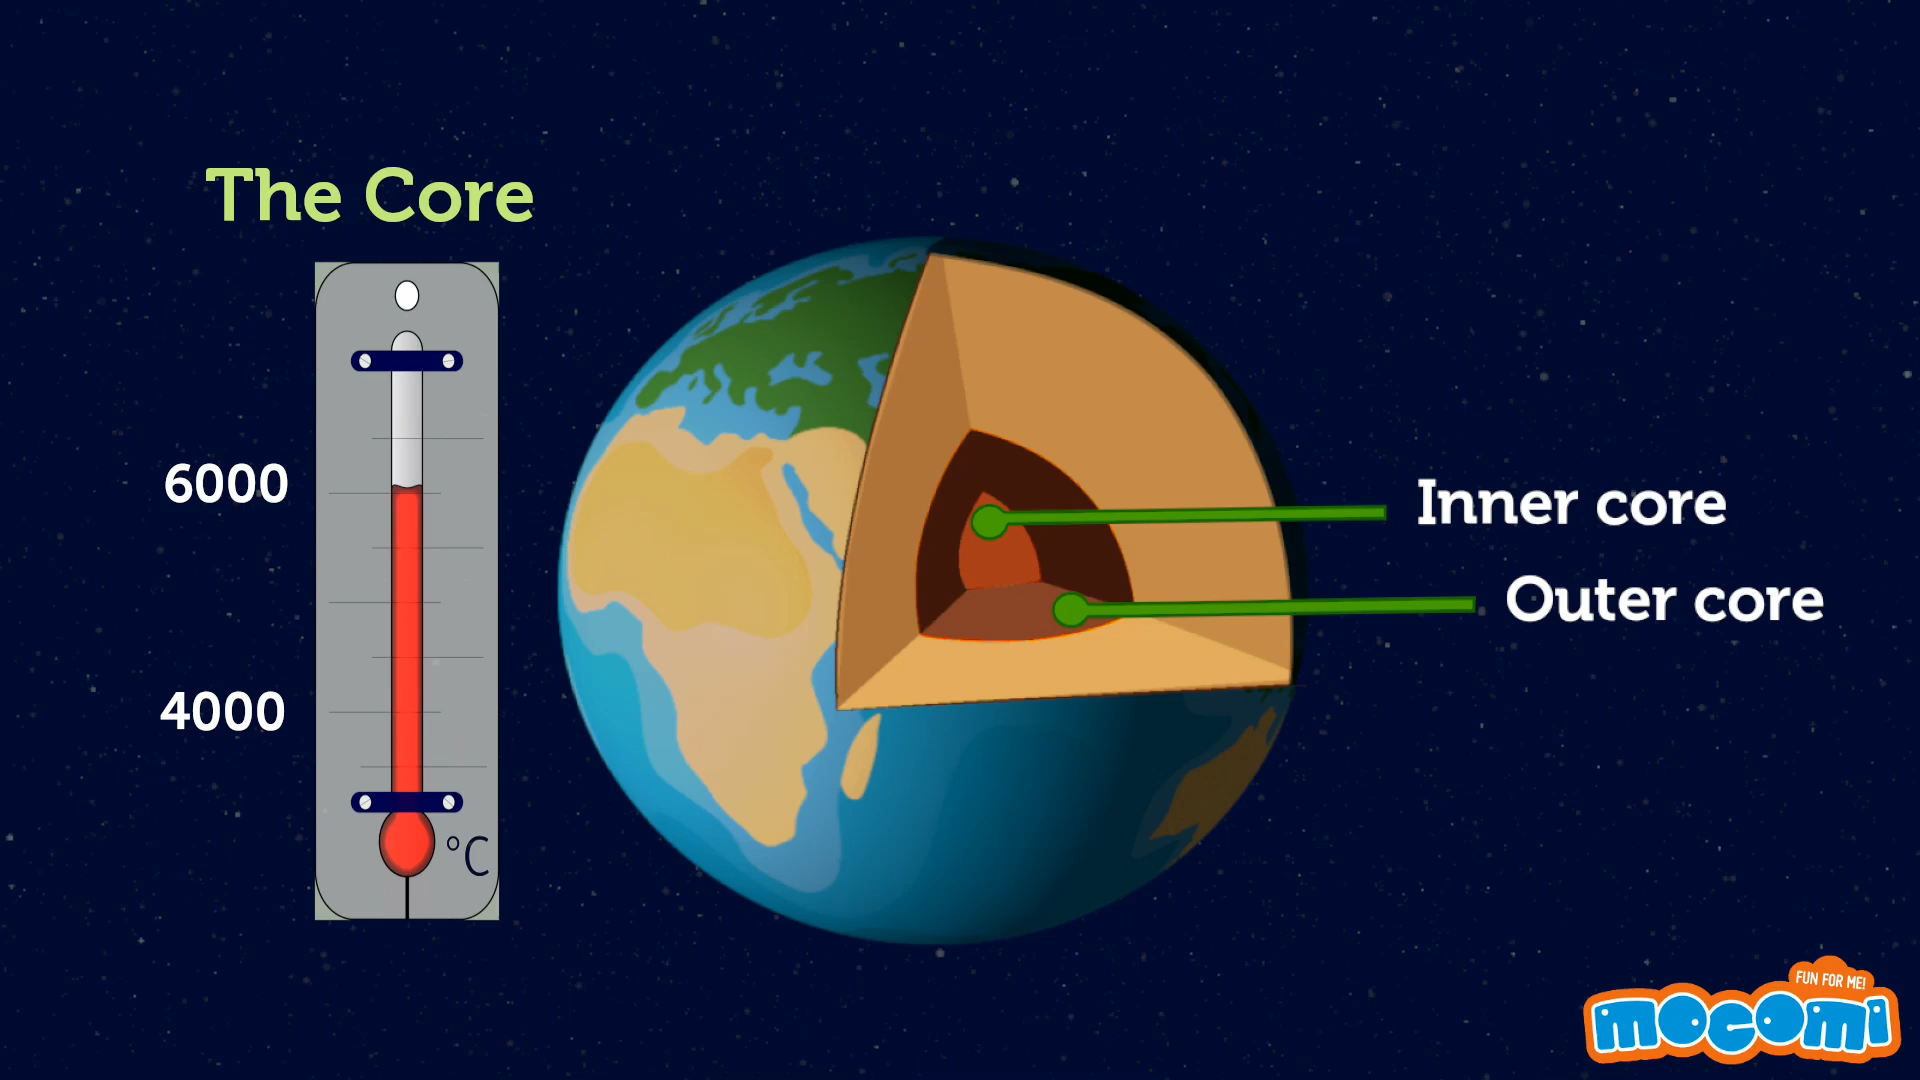 The Core
6000
4000
°C
Inner core
Outer core
FUN FOR ME!
mocomi